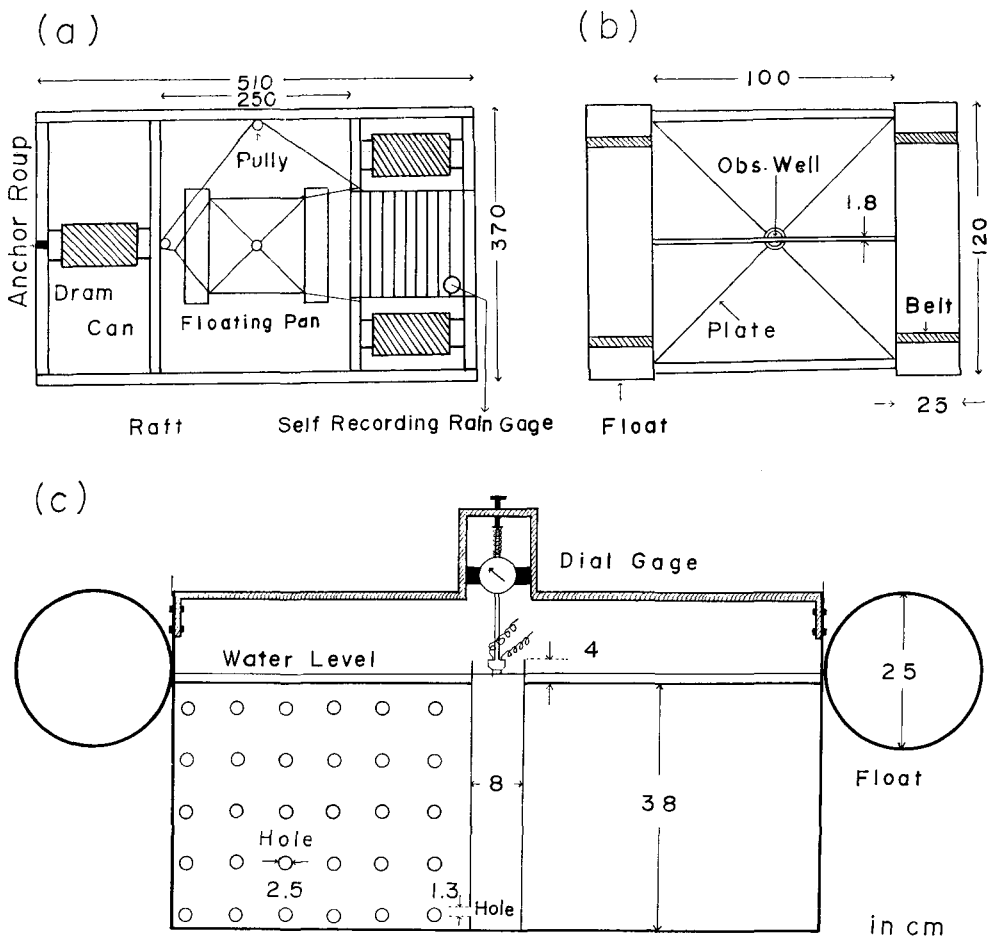 (a)
510
250
Anchor Roup
Pully
370
Dram
Can
Floating Pan
Raft
Self Recording Rain Gage
(b)
100
Obs. Well
1.8
120
Plate
Belt
Float
25
(c)
Dial Gage
Water Level
4
25
8
38
Float
Hole
2.5
1.3
Hole
in cm